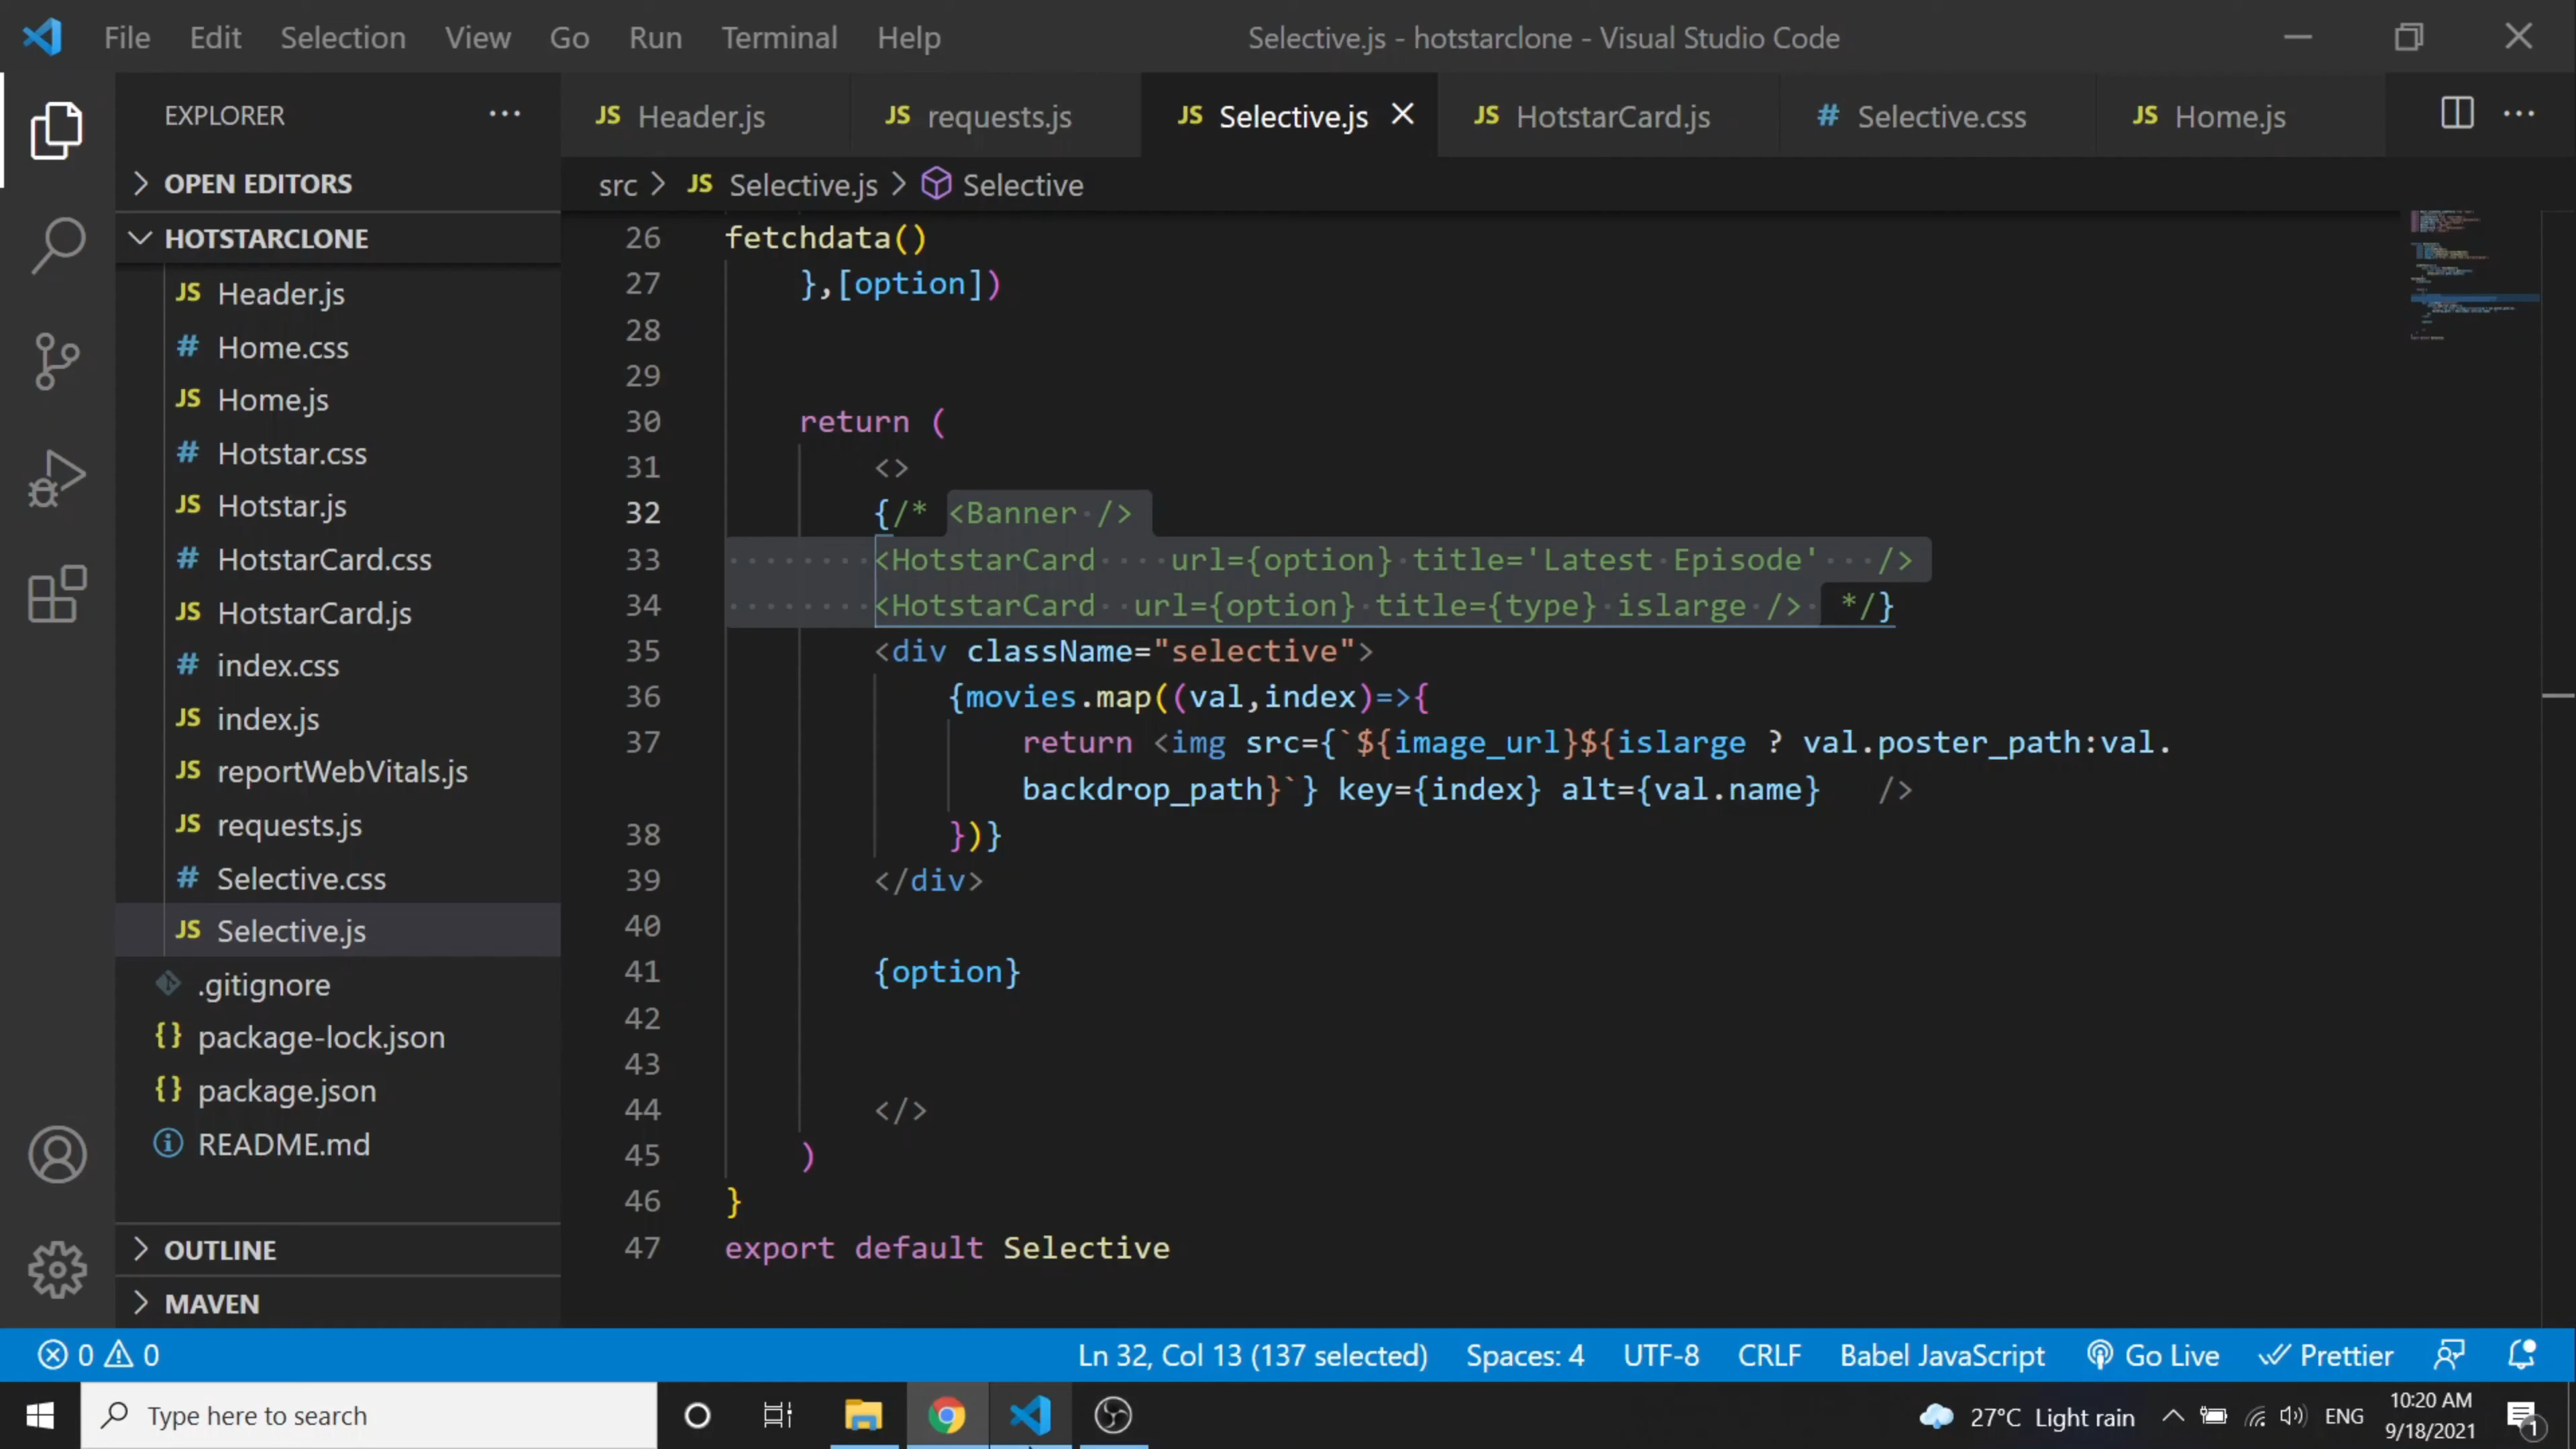 File Edit Selection View Go Run Terminal Help
Selective.js - hotstarclone - Visual Studio Code
EXPLORER
JS Header.js
JS requests.js
JS Selective.js
JS HotstarCard.js
# Selective.css
JS Home.js
OPEN EDITORS
src > JS Selective.js > Selective
HOTSTARCLONE
JS Header.js
# Home.css
JS Home.js
# Hotstar.css
JS Hotstar.js
# HotstarCard.css
JS HotstarCard.js
# index.css
JS index.js
JS reportWebVitals.js
JS requests.js
# Selective.css
JS Selective.js
.gitignore
{} package-lock.json
{} package.json
README.md
OUTLINE
MAVEN
26 fetchdata()
27 },[option])
28
29
30 return (
31 <>
32 {/* <Banner />
33 <HotstarCard    url={option} title='Latest Episode'   />
34 <HotstarCard  url={option} title={type} islarge />  */}
35 <div className="selective">
36 {movies.map((val,index)=>{
37 return <img src={`${image_url}${islarge ? val.poster_path:val.
backdrop_path}`} key={index} alt={val.name}   />
38 })}
39 </div>
40
41 {option}
42
43
44 </>
45 )
46 }
47 export default Selective
0 0
Ln 32, Col 13 (137 selected) Spaces: 4 UTF-8 CRLF Babel JavaScript Go Live Prettier
Type here to search
27°C Light rain
ENG
10:20 AM
9/18/2021
1